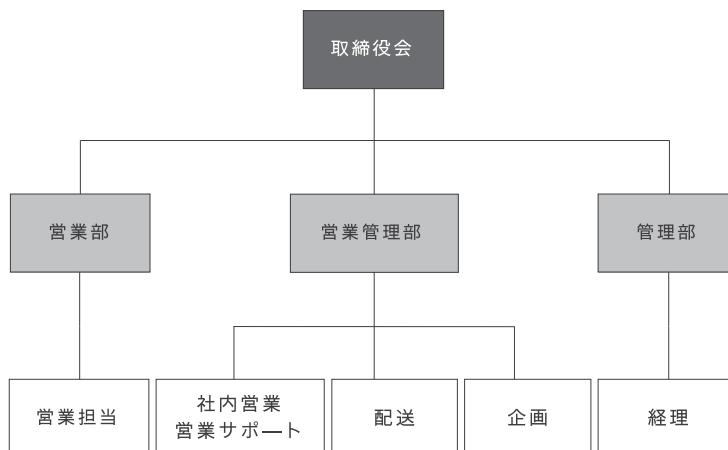 取締役会
営業部
営業管理部
管理部
営業担当
社内営業
営業サポート
配送
企画
経理